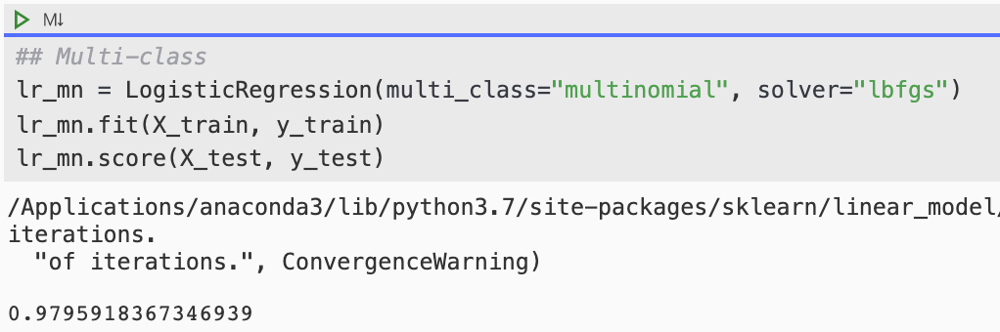 M↓
## Multi-class
lr_mn = LogisticRegression(multi_class="multinomial", solver="lbfgs")
lr_mn.fit(X_train, y_train)
lr_mn.score(X_test, y_test)
/Applications/anaconda3/lib/python3.7/site-packages/sklearn/linear_model/
iterations.
  "of iterations.", ConvergenceWarning)
0.9795918367346939